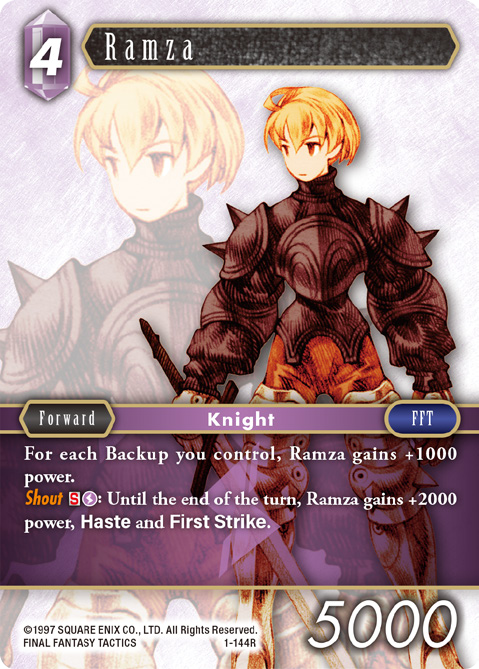 4
Ramza
Forward
Knight
FFT
For each Backup you control, Ramza gains +1000
power.
Shout S: Until the end of the turn, Ramza gains +2000
power, Haste and First Strike.
©1997 SQUARE ENIX CO., LTD. All Rights Reserved.
FINAL FANTASY TACTICS
1-144R
5000